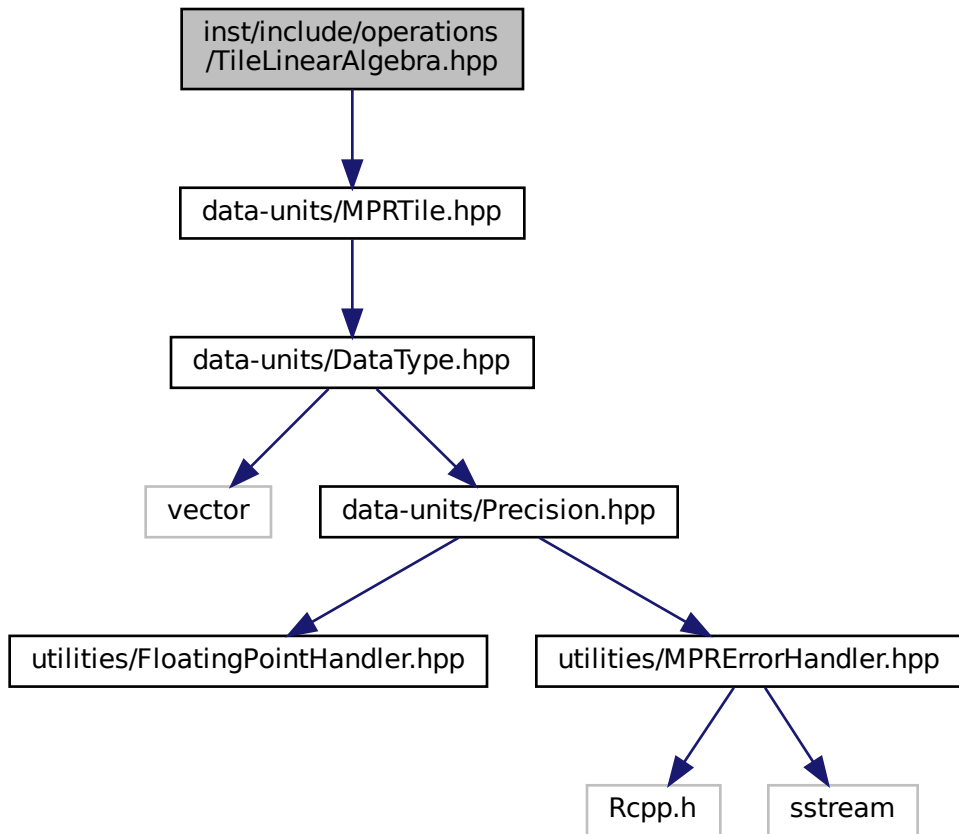 inst/include/operations
/TileLinearAlgebra.hpp
data-units/MPRTile.hpp
data-units/DataType.hpp
vector
data-units/Precision.hpp
utilities/FloatingPointHandler.hpp
utilities/MPRErrorHandler.hpp
Rcpp.h
sstream